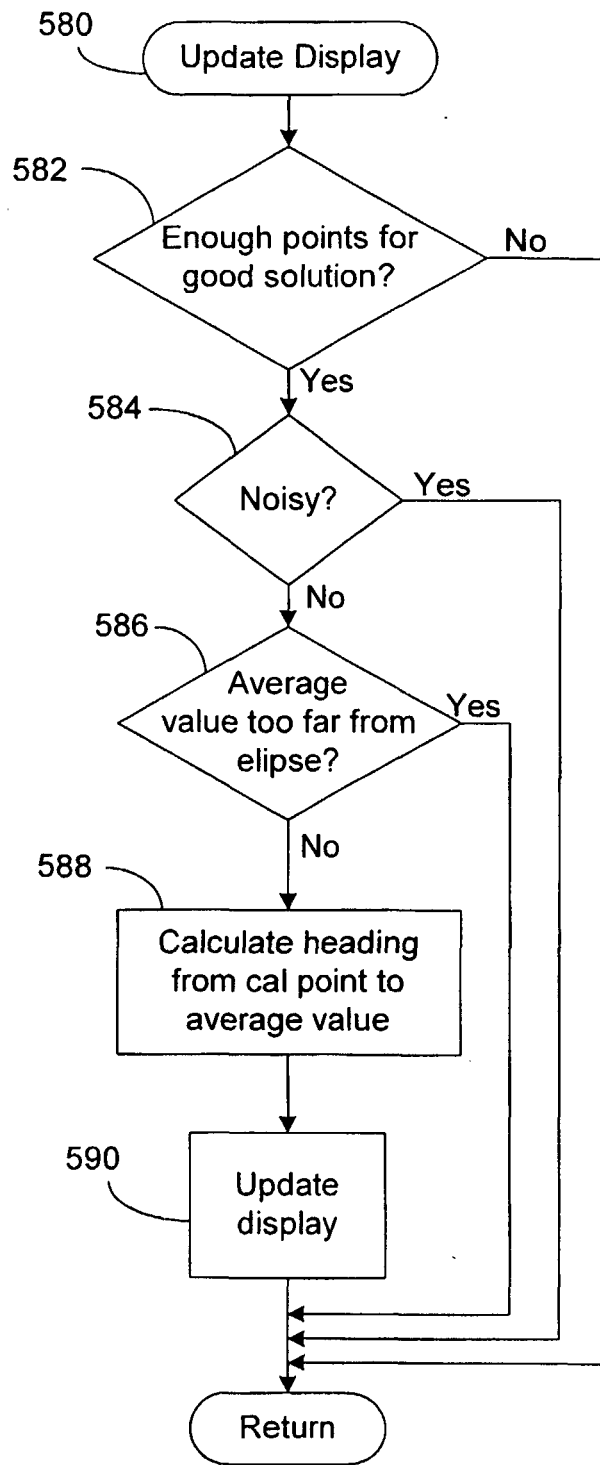 580
Update Display
582
Enough points for
good solution?
No
Yes
584
Noisy?
Yes
No
586
Average
value too far from
elipse?
Yes
No
588
Calculate heading
from cal point to
average value
590
Update
display
Return